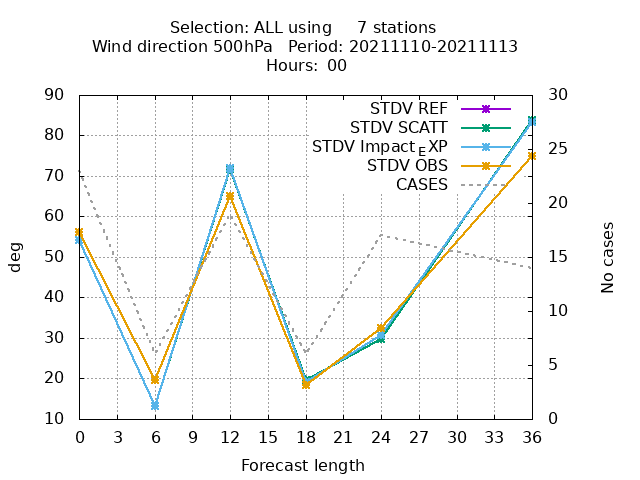 Selection: ALL using     7 stations
Wind direction 500hPa   Period: 20211110-20211113
Hours: 00
90
80
70
60
50
40
30
20
10
deg
30
25
20
15
10
5
0
No cases
STDV REF
STDV SCATT
STDV Impact_EXP
STDV OBS
CASES
0 3 6 9 12 15 18 21 24 27 30 33 36
Forecast length